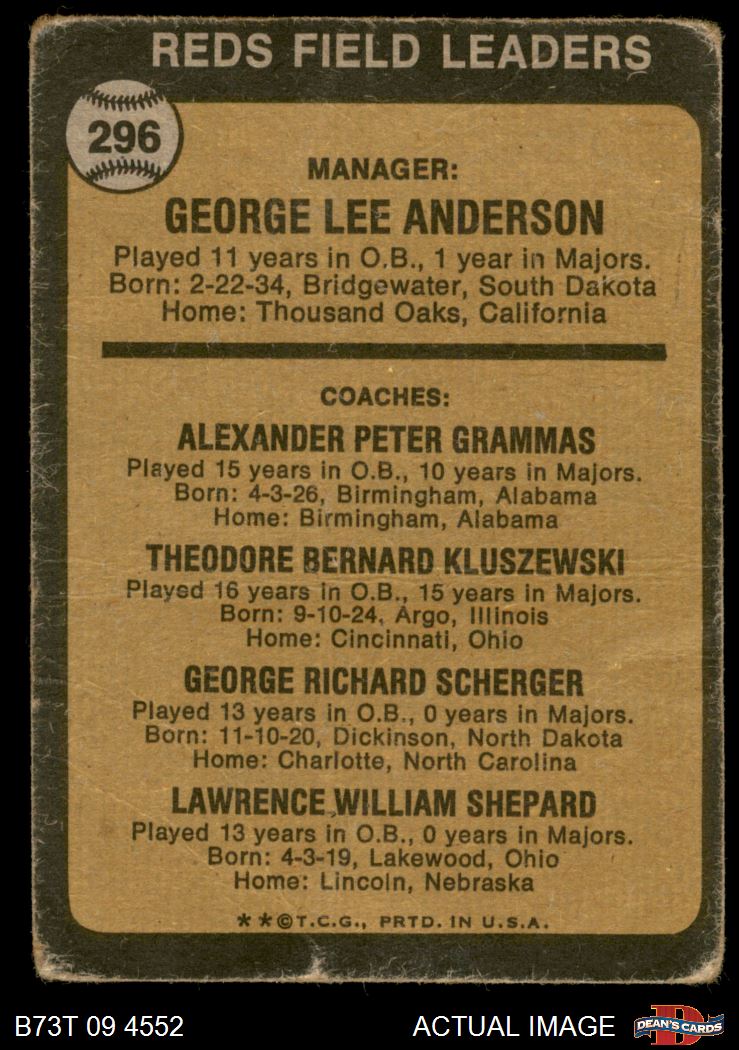 REDS FIELD LEADERS
296
MANAGER:
GEORGE LEE ANDERSON
Played 11 years in O.B., 1 year in Majors.
Born: 2-22-34, Bridgewater, South Dakota
Home: Thousand Oaks, California
COACHES:
ALEXANDER PETER GRAMMAS
Played 15 years in O.B., 10 years in Majors.
Born: 4-3-26, Birmingham, Alabama
Home: Birmingham, Alabama
THEODORE BERNARD KLUSZEWSKI
Played 16 years in O.B., 15 years in Majors.
Born: 9-10-24, Argo, Illinois
Home: Cincinnati, Ohio
GEORGE RICHARD SCHERGER
Played 13 years in O.B., 0 years in Majors.
Born: 11-10-20, Dickinson, North Dakota
Home: Charlotte, North Carolina
LAWRENCE WILLIAM SHEPARD
Played 13 years in O.B., 0 years in Majors.
Born: 4-3-19, Lakewood, Ohio
Home: Lincoln, Nebraska
**©T.C.G., PRTD. IN U.S.A.
B73T 09 4552 ACTUAL IMAGE D DEAN'S CARDS